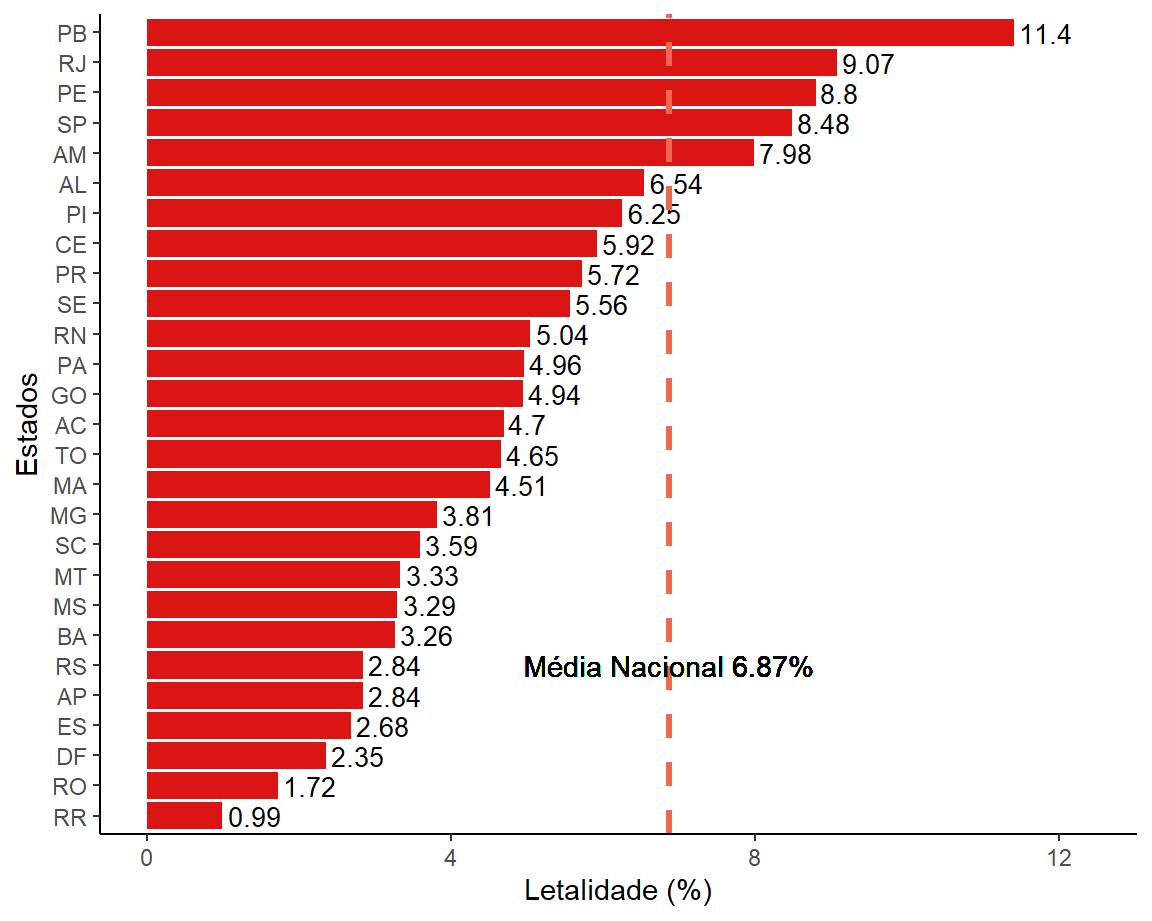 PB 11.4
RJ 9.07
PE 8.8
SP 8.48
AM 7.98
AL 6.54
PI 6.25
CE 5.92
PR 5.72
SE 5.56
RN 5.04
PA 4.96
GO 4.94
AC 4.7
TO 4.65
MA 4.51
MG 3.81
SC 3.59
MT 3.33
MS 3.29
BA 3.26
RS 2.84 Média Nacional 6.87%
AP 2.84
ES 2.68
DF 2.35
RO 1.72
RR 0.99
0 4 8 12
Letalidade (%)
Estados